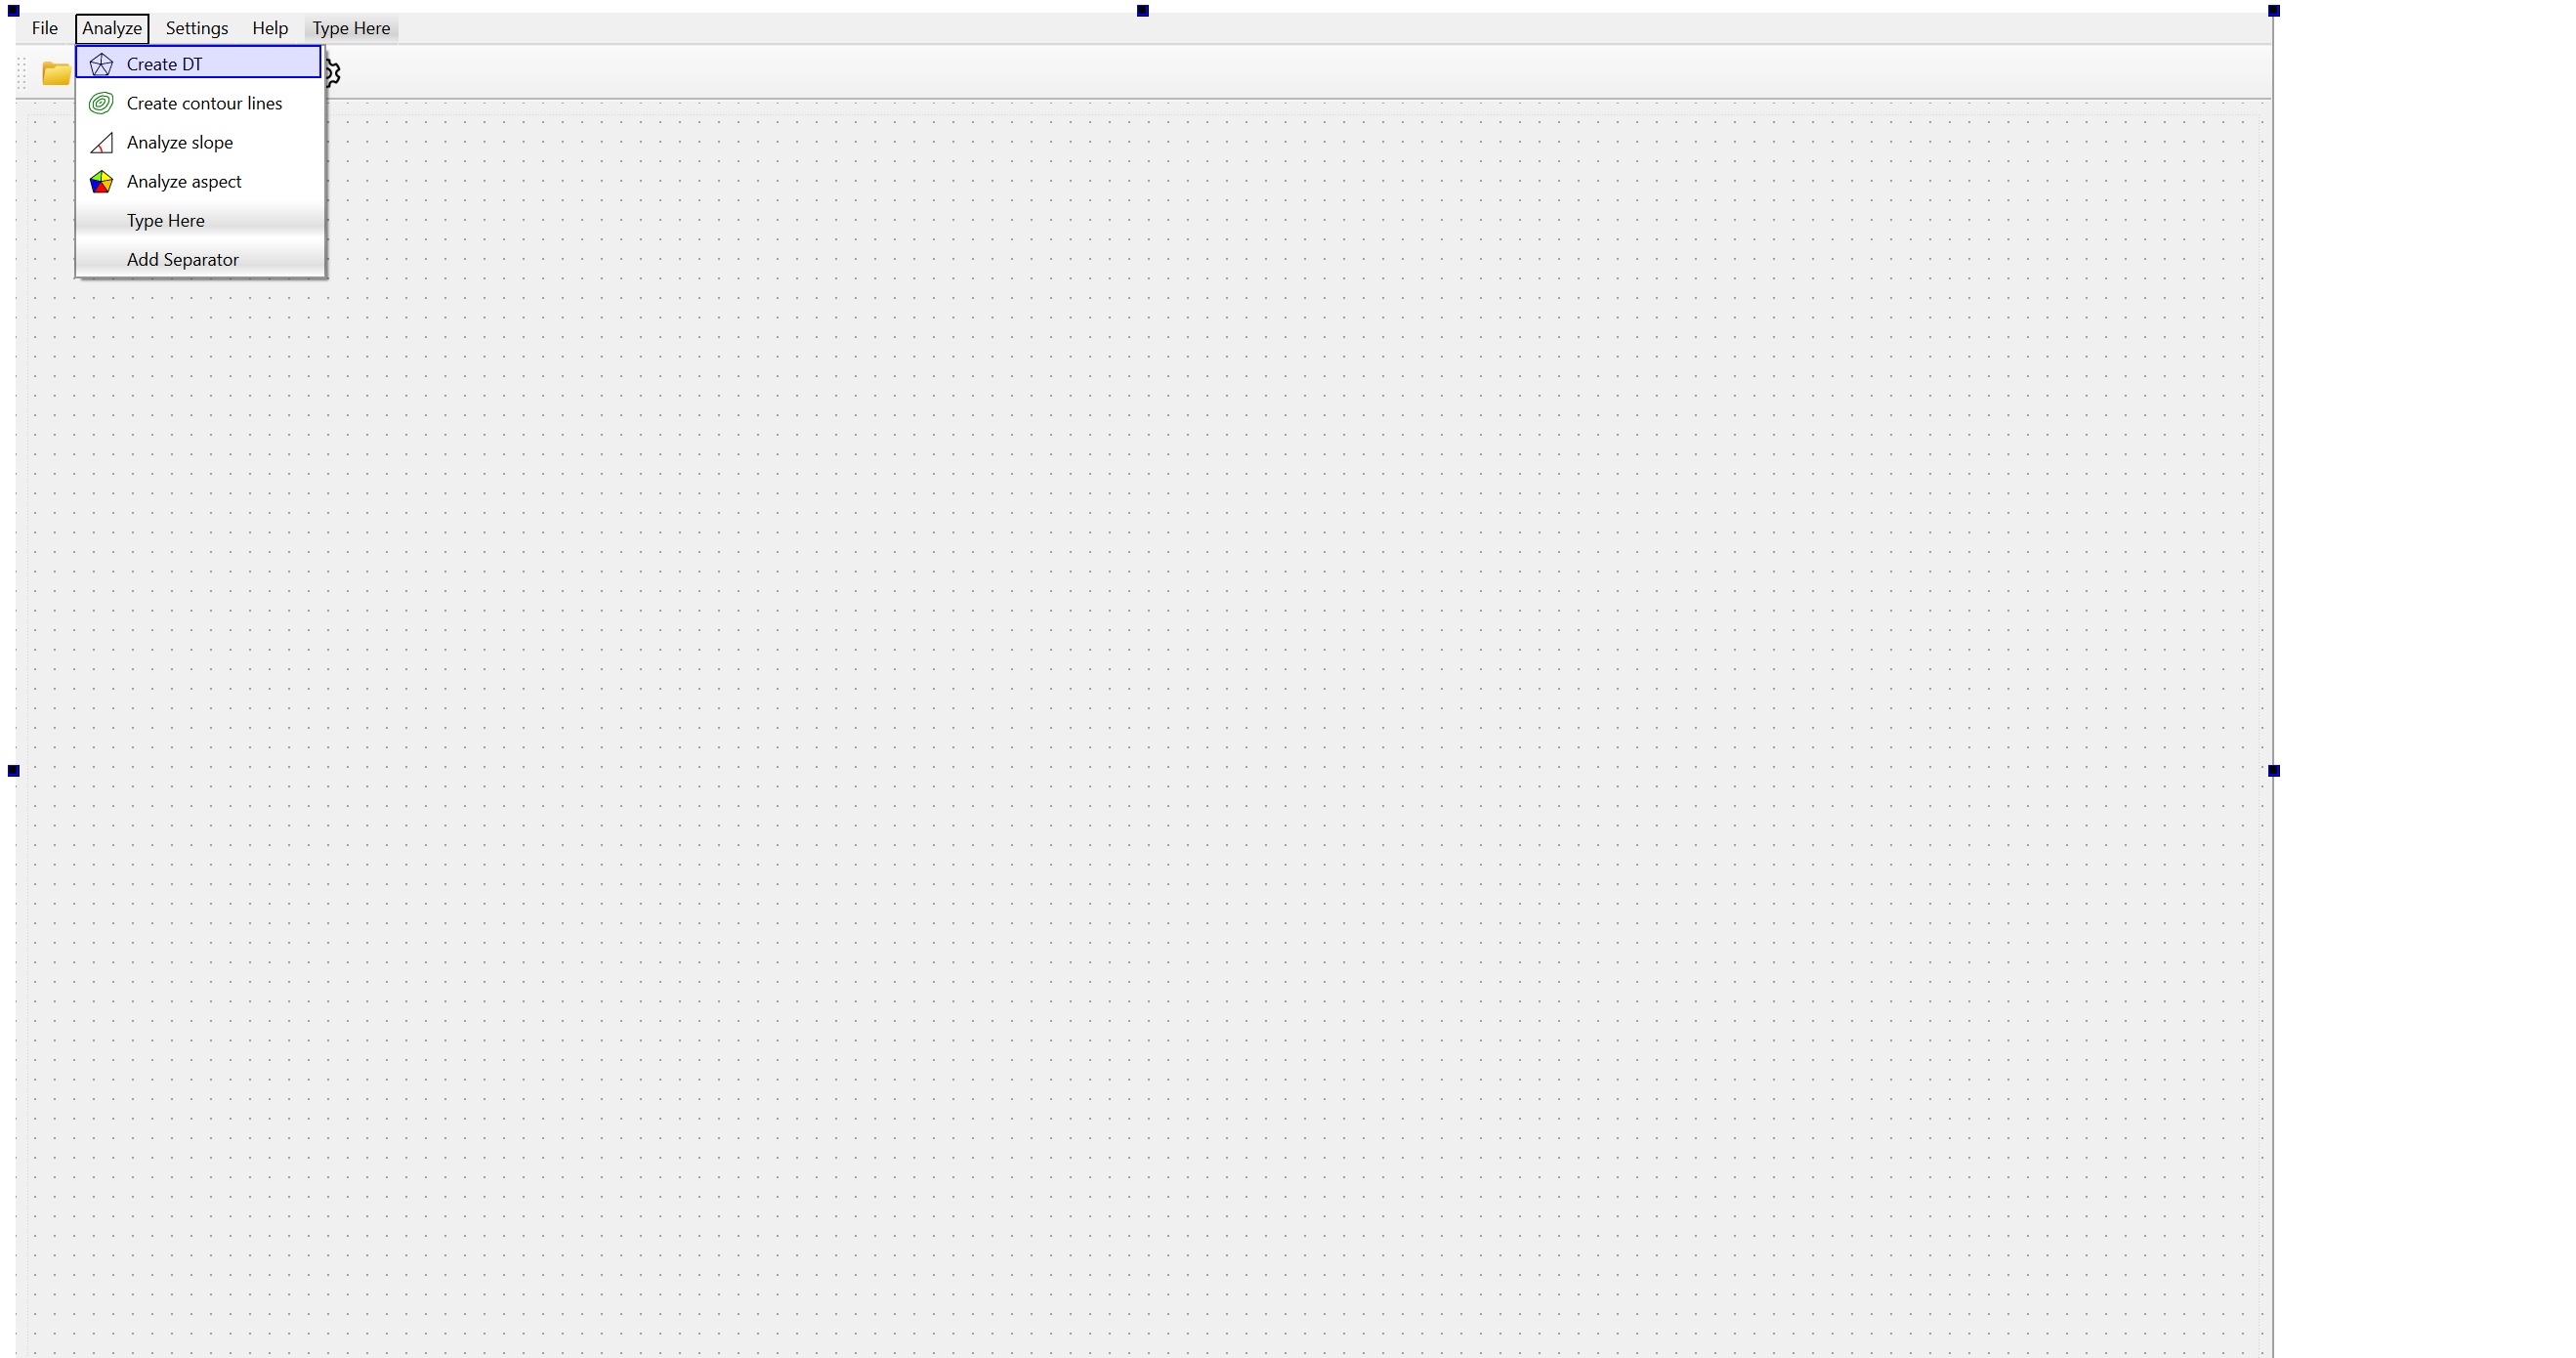 File Analyze Settings Help Type Here
Create DT
Create contour lines
Analyze slope
Analyze aspect
Type Here
Add Separator